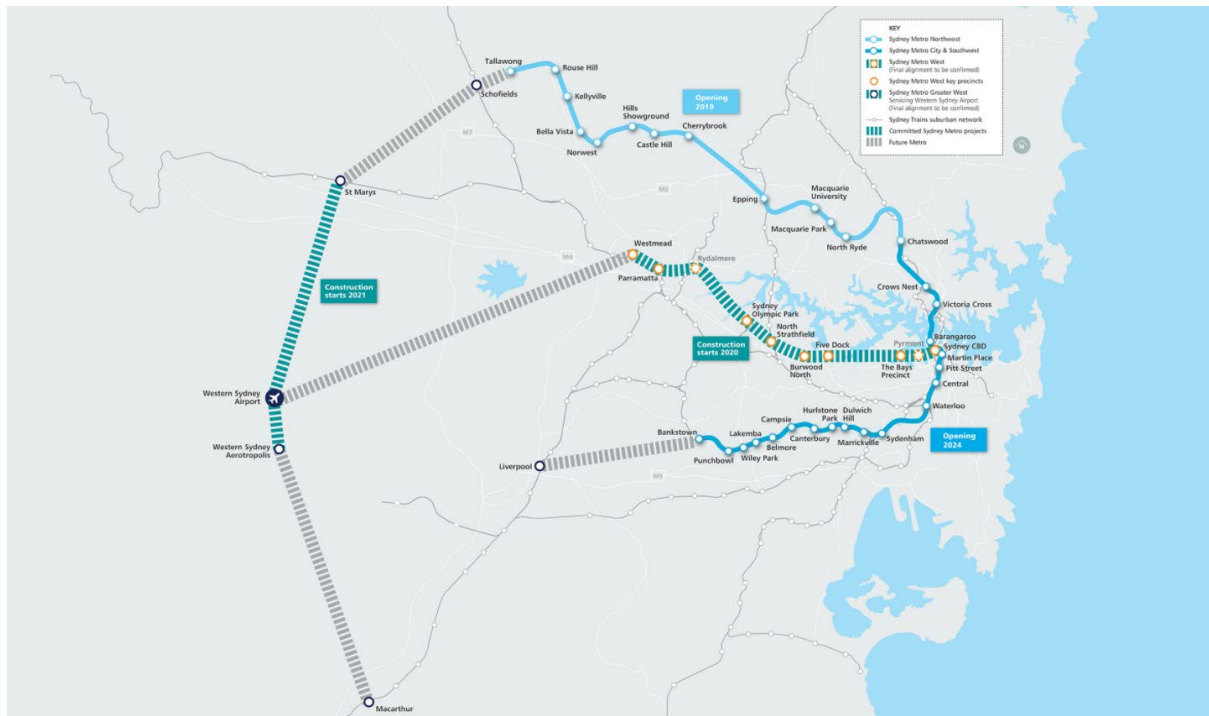 KEY
Sydney Metro Northwest
Sydney Metro City & Southwest
Sydney Metro West
(Final alignment to be confirmed)
Sydney Metro West key precincts
Sydney Metro Greater West
Servicing Western Sydney Airport
(Final alignment to be confirmed)
Sydney Trains suburban network
Committed Sydney Metro projects
Future Metro
N
Tallawong
Rouse Hill
Schofields
Kellyville
Opening
2019
Hills
Showground
Cherrybrook
Bella Vista
Castle Hill
Norwest
M7
St Marys
M2
Epping
Macquarie
University
Macquarie Park
North Ryde
Chatswood
Westmead
M4
Rydalmere
Parramatta
Construction
starts 2021
Crows Nest
Victoria Cross
Sydney
Olympic Park
North
Strathfield
Construction
starts 2020
Five Dock
Pyrmont
Barangaroo
Sydney CBD
Martin Place
Burwood
North
The Bays
Precinct
Pitt Street
Central
Western Sydney
Airport
Waterloo
Hurlstone
Park
Dulwich
Hill
Campsie
Lakemba
Bankstown
Canterbury
Belmore
Marrickville
Sydenham
Opening
2024
Punchbowl
Wiley Park
Western Sydney
Aerotropolis
Liverpool
M5
Macarthur